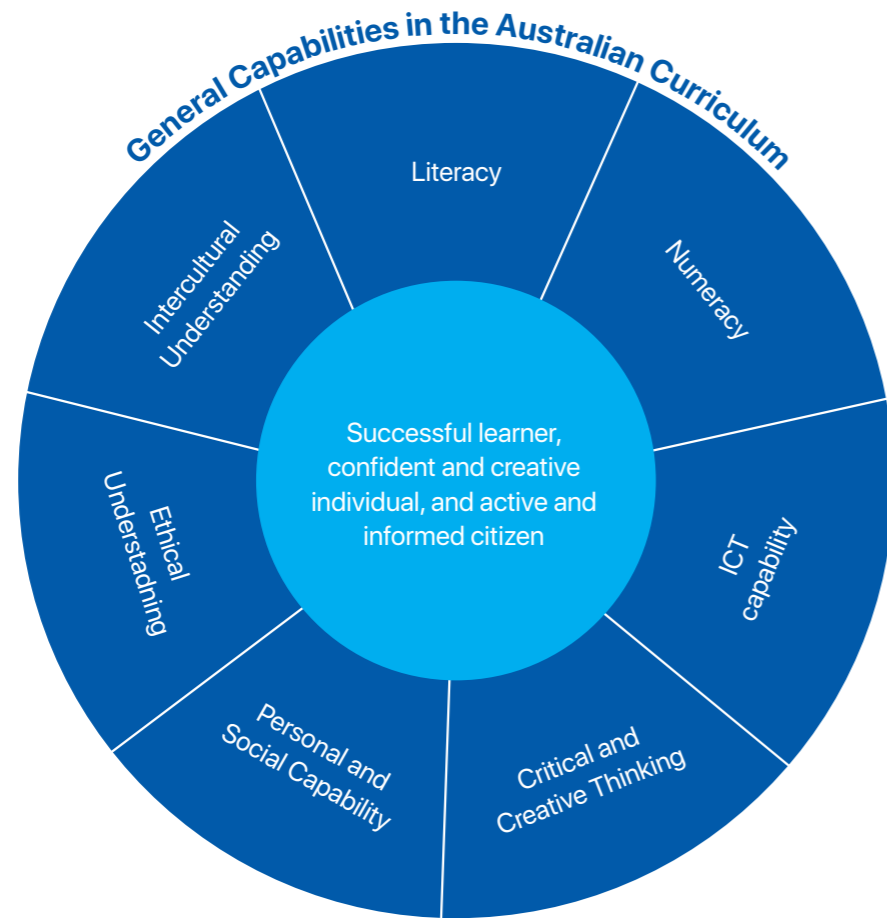 General Capabilities in the Australian Curriculum
Literacy
Numeracy
ICT
capability
Critical and
Creative Thinking
Personal and
Social Capability
Ethical
Understadning
Intercultural
Understanding
Successful learner,
confident and creative
individual, and active and
informed citizen